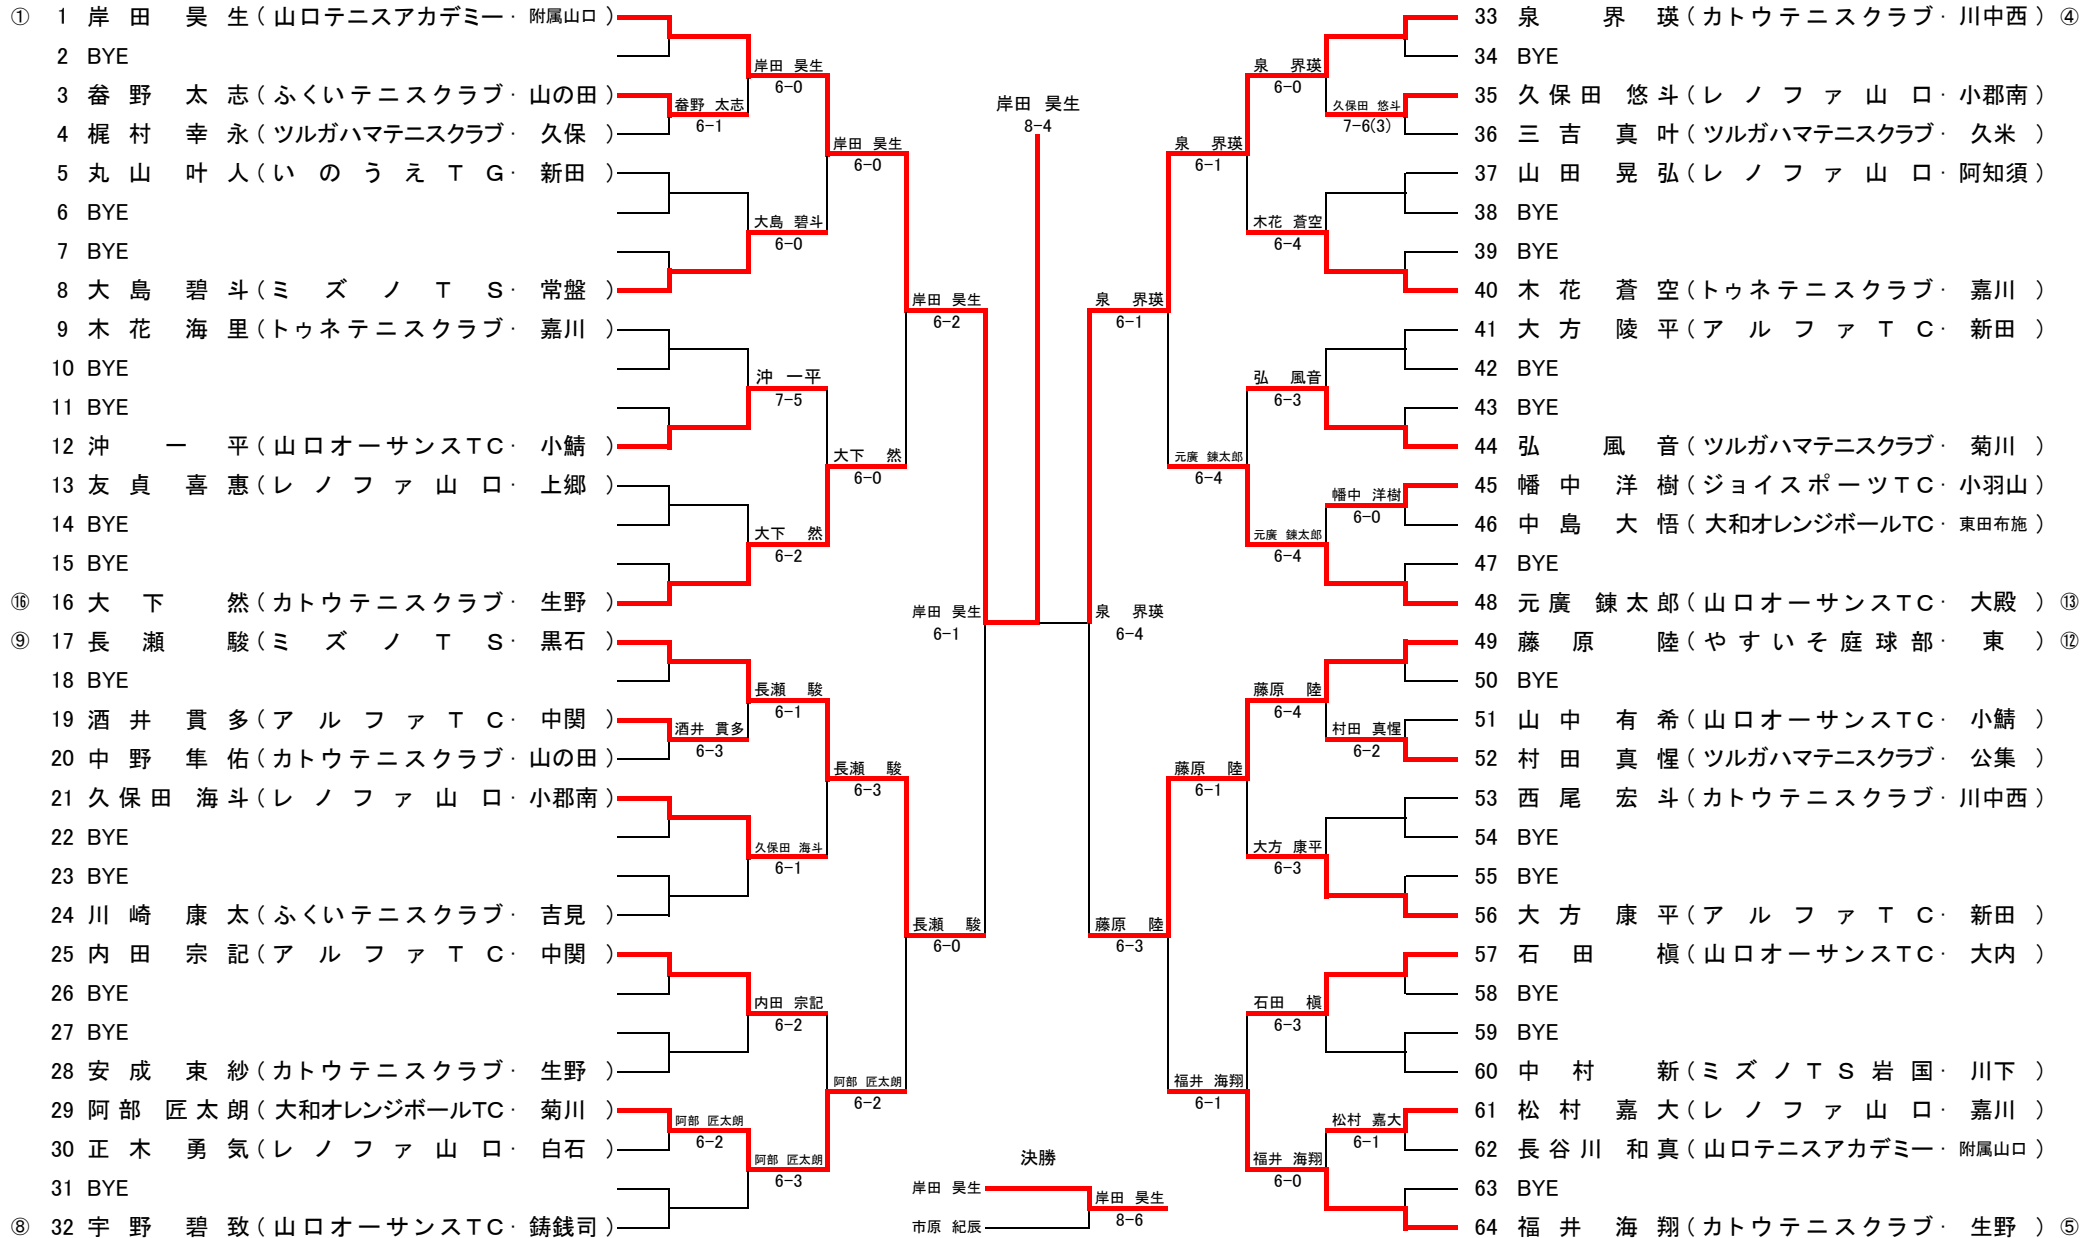 ① 1 岸田 昊生（山口テニスアカデミー・附属山口）
2 BYE
3 畚野 太志（ふくいテニスクラブ・山の田）
4 梶村 幸永（ツルガハマテニスクラブ・久保）
5 丸山 叶人（いのうえTG・新田）
6 BYE
7 BYE
8 大島 碧斗（ミズノTS・常盤）
9 木花 海里（トゥネテニスクラブ・嘉川）
10 BYE
11 BYE
12 沖 一平（山口オーサンスTC・小鯖）
13 友貞 喜惠（レノファ山口・上郷）
14 BYE
15 BYE
⑯ 16 大下 然（カトウテニスクラブ・生野）
⑨ 17 長瀬 駿（ミズノTS・黒石）
18 BYE
19 酒井 貫多（アルファTC・中関）
20 中野 隼佑（カトウテニスクラブ・山の田）
21 久保田 海斗（レノファ山口・小郡南）
22 BYE
23 BYE
24 川崎 康太（ふくいテニスクラブ・吉見）
25 内田 宗記（アルファTC・中関）
26 BYE
27 BYE
28 安成 束紗（カトウテニスクラブ・生野）
29 阿部 匠太朗（大和オレンジボールTC・菊川）
30 正木 勇気（レノファ山口・白石）
31 BYE
⑧ 32 宇野 碧致（山口オーサンスTC・鋳銭司）
畚野 太志
6-1
酒井 貫多
6-3
阿部 匠太朗
6-2
岸田 昊生
6-0
大島 碧斗
6-0
沖 一平
7-5
大下 然
6-2
長瀬 駿
6-1
久保田 海斗
6-1
内田 宗記
6-2
阿部 匠太朗
6-3
岸田 昊生
6-0
大下 然
6-0
長瀬 駿
6-3
阿部 匠太朗
6-2
岸田 昊生
6-2
長瀬 駿
6-0
岸田 昊生
6-1
岸田 昊生
8-4
泉 界瑛
6-4
泉 界瑛
6-1
藤原 陸
6-3
泉 界瑛
6-1
元廣 錬太郎
6-4
藤原 陸
6-1
福井 海翔
6-1
泉 界瑛
6-0
木花 蒼空
6-4
弘 風音
6-3
元廣 錬太郎
6-4
藤原 陸
6-4
大方 康平
6-3
石田 槇
6-3
福井 海翔
6-0
久保田 悠斗
7-6(3)
幡中 洋樹
6-0
村田 真惺
6-2
松村 嘉大
6-1
33 泉 界瑛（カトウテニスクラブ・川中西）④
34 BYE
35 久保田 悠斗（レノファ山口・小郡南）
36 三吉 真叶（ツルガハマテニスクラブ・久米）
37 山田 晃弘（レノファ山口・阿知須）
38 BYE
39 BYE
40 木花 蒼空（トゥネテニスクラブ・嘉川）
41 大方 陵平（アルファTC・新田）
42 BYE
43 BYE
44 弘 風音（ツルガハマテニスクラブ・菊川）
45 幡中 洋樹（ジョイスポーツTC・小羽山）
46 中島 大悟（大和オレンジボールTC・東田布施）
47 BYE
48 元廣 錬太郎（山口オーサンスTC・大殿）⑬
49 藤原 陸（やすいそ庭球部・東）⑫
50 BYE
51 山中 有希（山口オーサンスTC・小鯖）
52 村田 真惺（ツルガハマテニスクラブ・公集）
53 西尾 宏斗（カトウテニスクラブ・川中西）
54 BYE
55 BYE
56 大方 康平（アルファTC・新田）
57 石田 槇（山口オーサンスTC・大内）
58 BYE
59 BYE
60 中村 新（ミズノTS岩国・川下）
61 松村 嘉大（レノファ山口・嘉川）
62 長谷川 和真（山口テニスアカデミー・附属山口）
63 BYE
64 福井 海翔（カトウテニスクラブ・生野）⑤
決勝
岸田 昊生
市原 紀辰
岸田 昊生
8-6